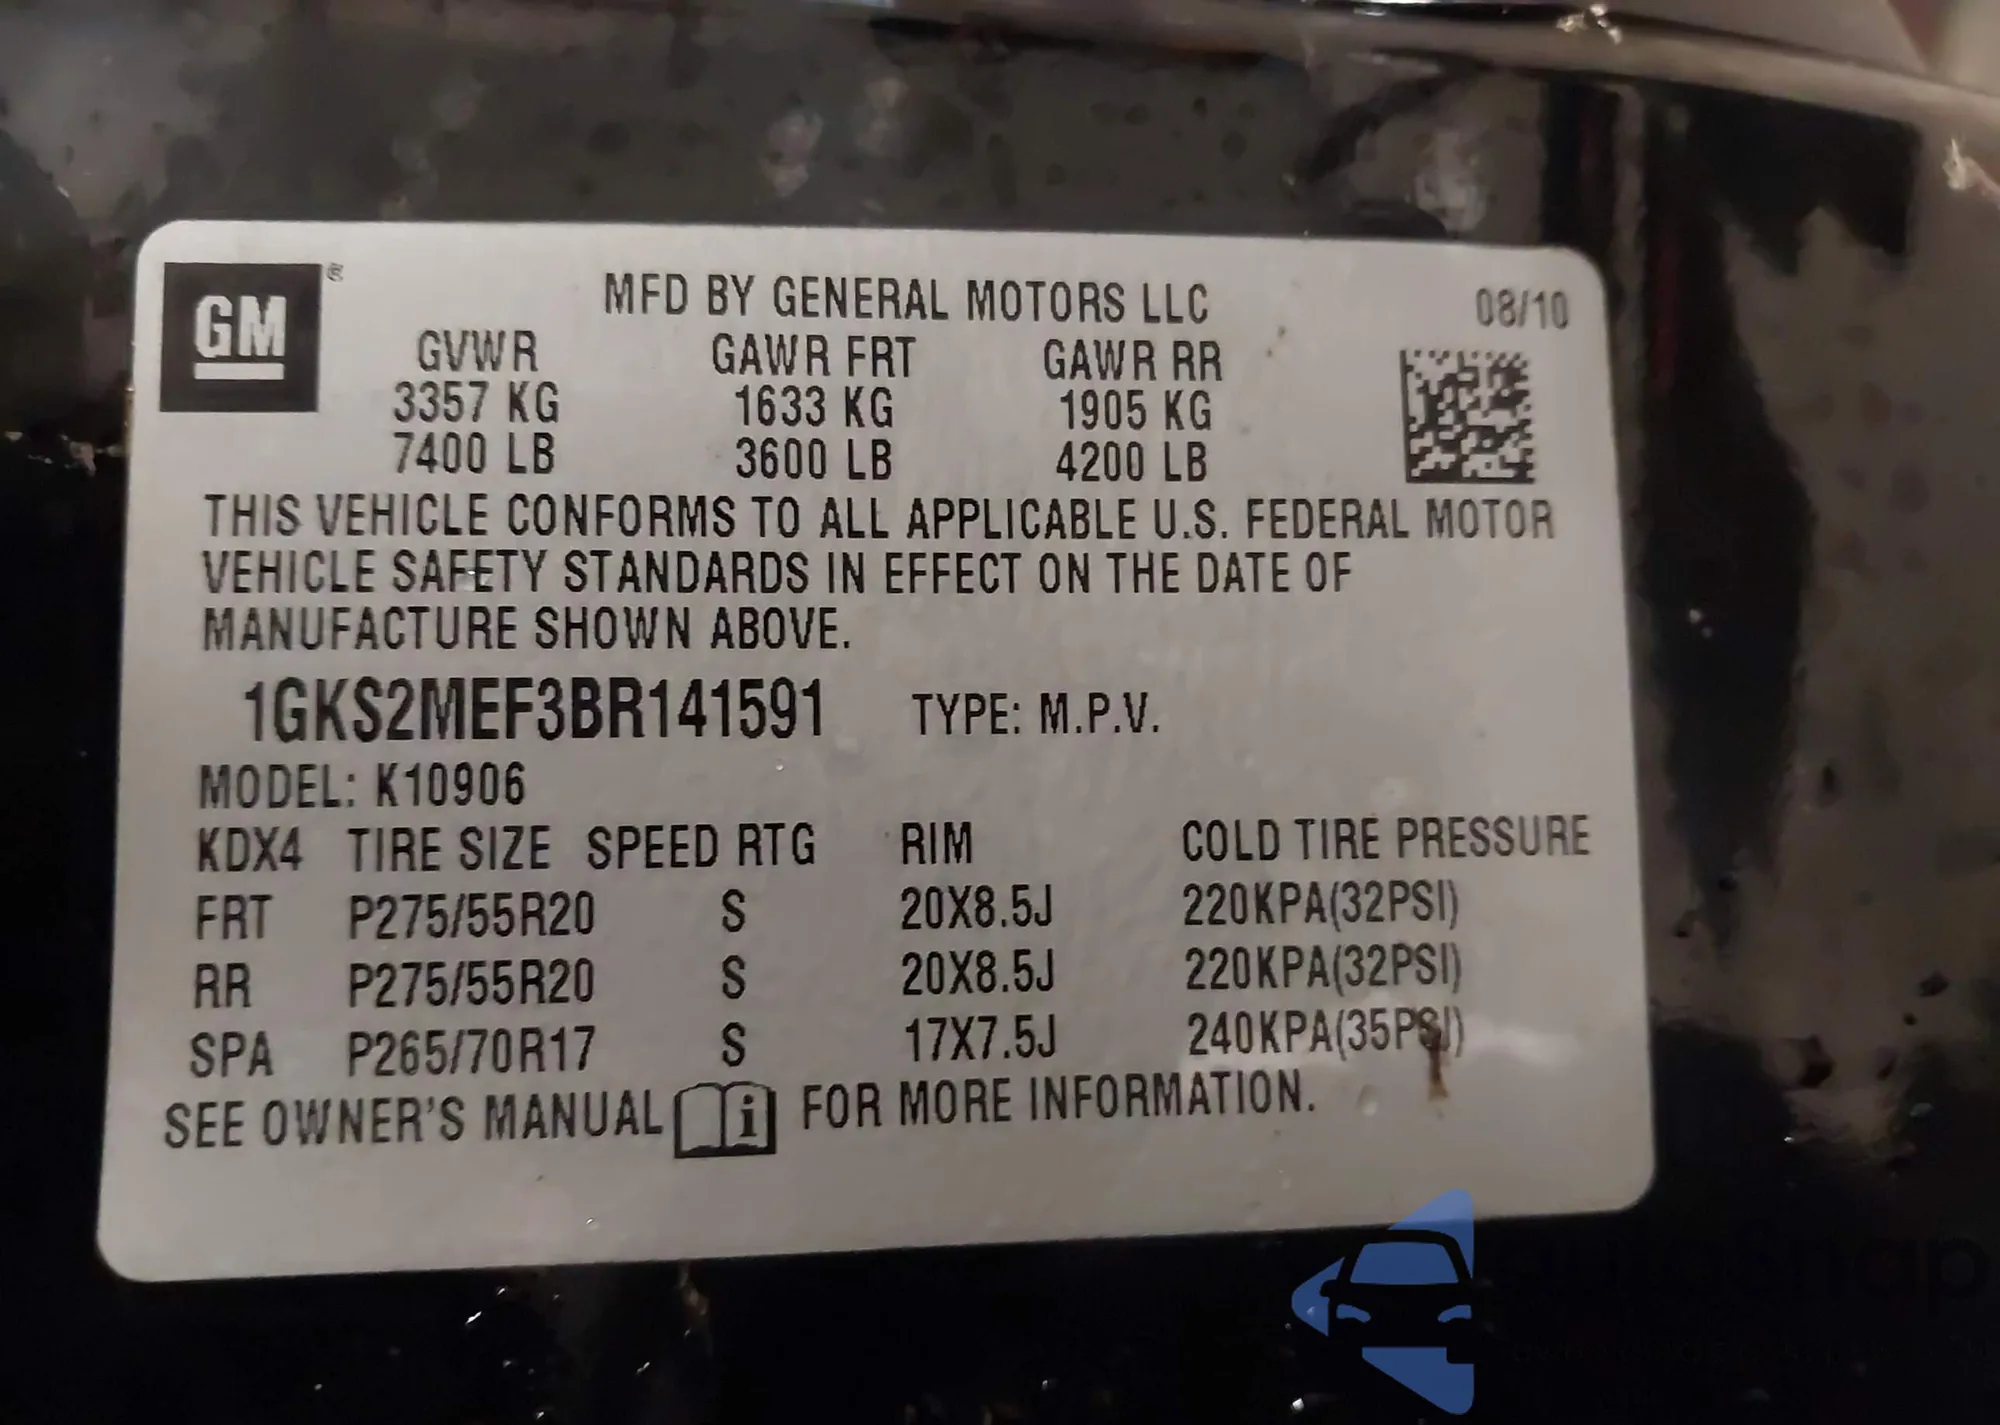 GM ®
MFD BY GENERAL MOTORS LLC 08/10
GVWR GAWR FRT GAWR RR
3357 KG 1633 KG 1905 KG
7400 LB 3600 LB 4200 LB
THIS VEHICLE CONFORMS TO ALL APPLICABLE U.S. FEDERAL MOTOR
VEHICLE SAFETY STANDARDS IN EFFECT ON THE DATE OF
MANUFACTURE SHOWN ABOVE.
1GKS2MEF3BR141591 TYPE: M.P.V.
MODEL: K10906
KDX4 TIRE SIZE SPEED RTG RIM COLD TIRE PRESSURE
FRT P275/55R20 S 20X8.5J 220KPA(32PSI)
RR P275/55R20 S 20X8.5J 220KPA(32PSI)
SPA P265/70R17 S 17X7.5J 240KPA(35PSI)
SEE OWNER'S MANUAL i FOR MORE INFORMATION.